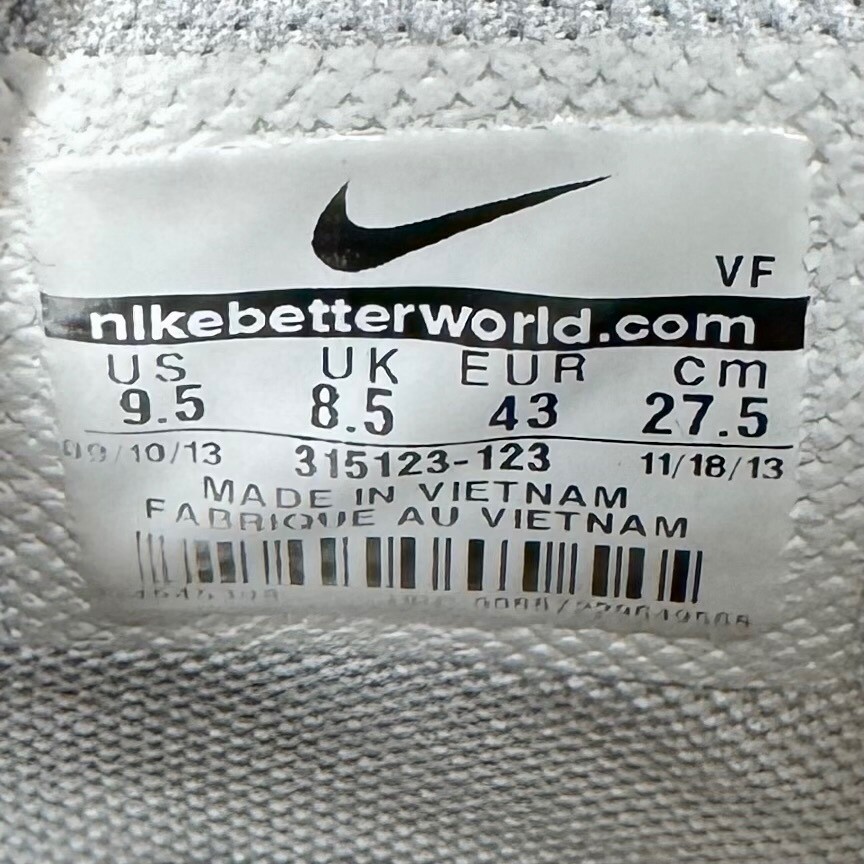 VF
nikebetterworld.com
US UK EUR cm
9.5 8.5 43 27.5
09/10/13 315123-123 11/18/13
MADE IN VIETNAM
FABRIQUE AU VIETNAM